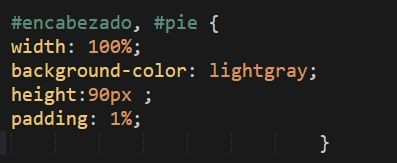 #encabezado, #pie {
width: 100%;
background-color: lightgray;
height:90px ;
padding: 1%;
}